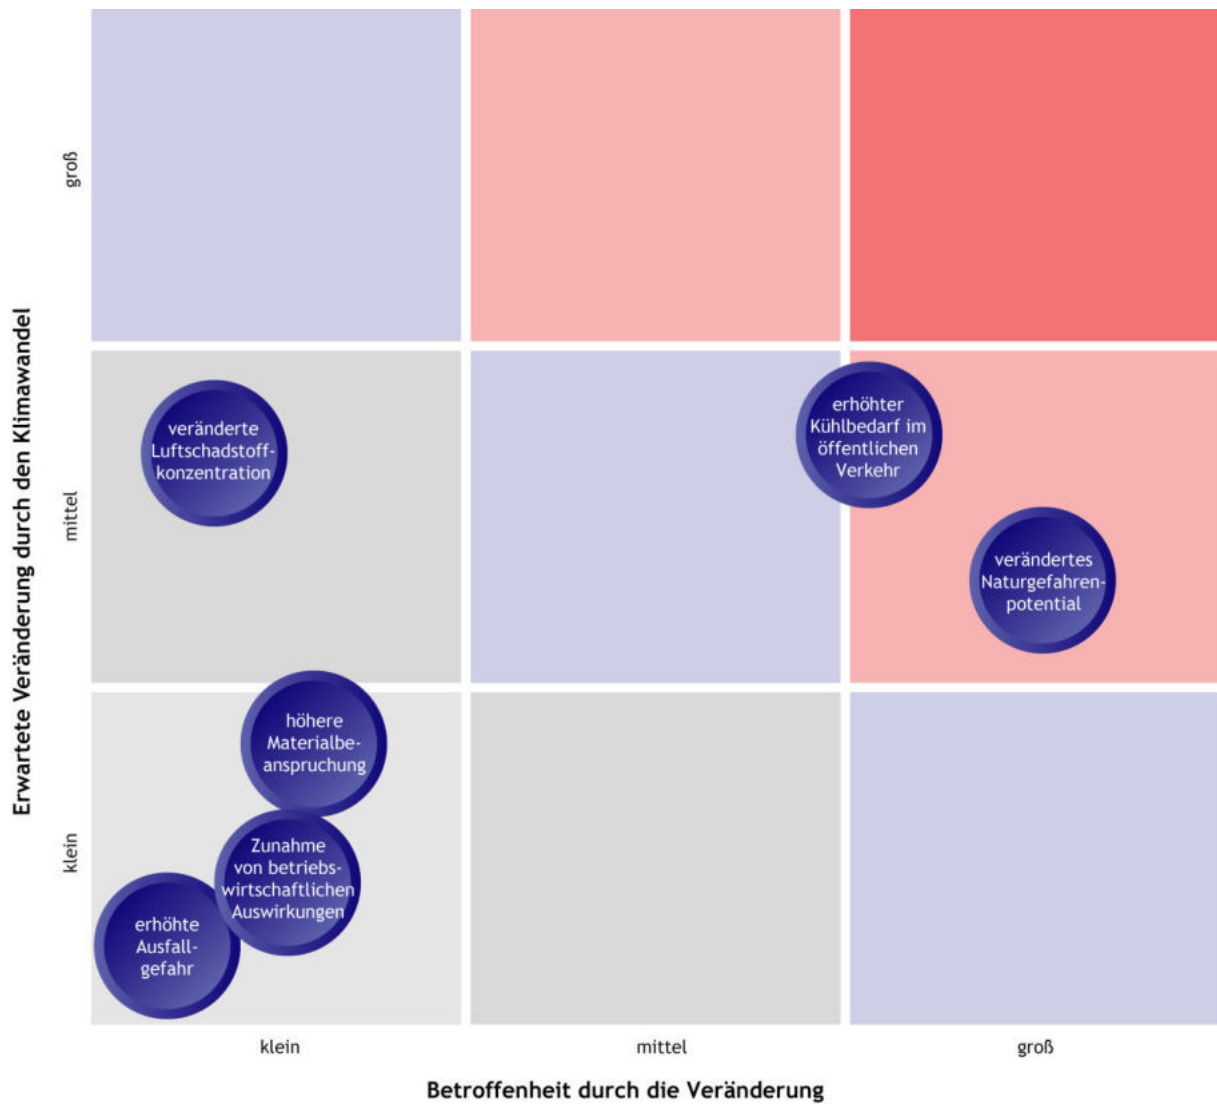 Erwartete Veränderung durch den Klimawandel
groß
mittel
klein
veränderte
Luftschadstoff-
konzentration
erhöhter
Kühlbedarf im
öffentlichen
Verkehr
verändertes
Naturgefahren-
potential
höhere
Materialbe-
anspruchung
Zunahme
von betriebs-
wirtschaftlichen
Auswirkungen
erhöhte
Ausfall-
gefahr
klein
mittel
groß
Betroffenheit durch die Veränderung